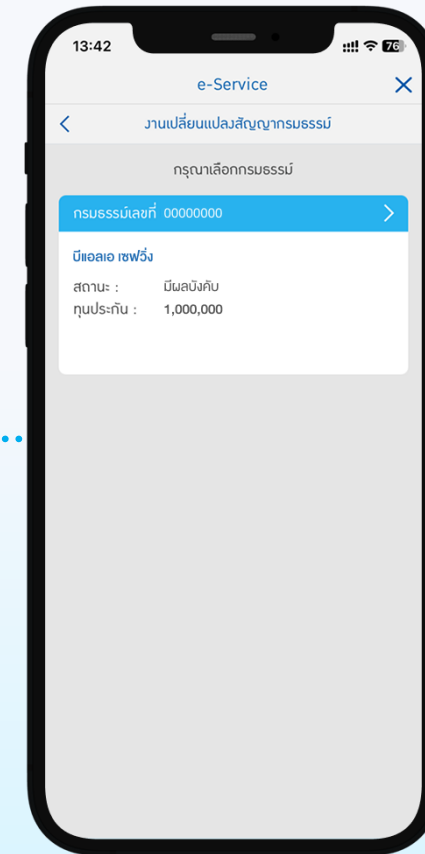 13:42
76
e-Service
งานเปลี่ยนแปลงสัญญากรมธรรม์
กรุณาเลือกกรมธรรม์
กรมธรรม์เลขที่ 00000000
บีแอลเอ เซฟวิ่ง
สถานะ : มีผลบังคับ
ทุนประกัน : 1,000,000